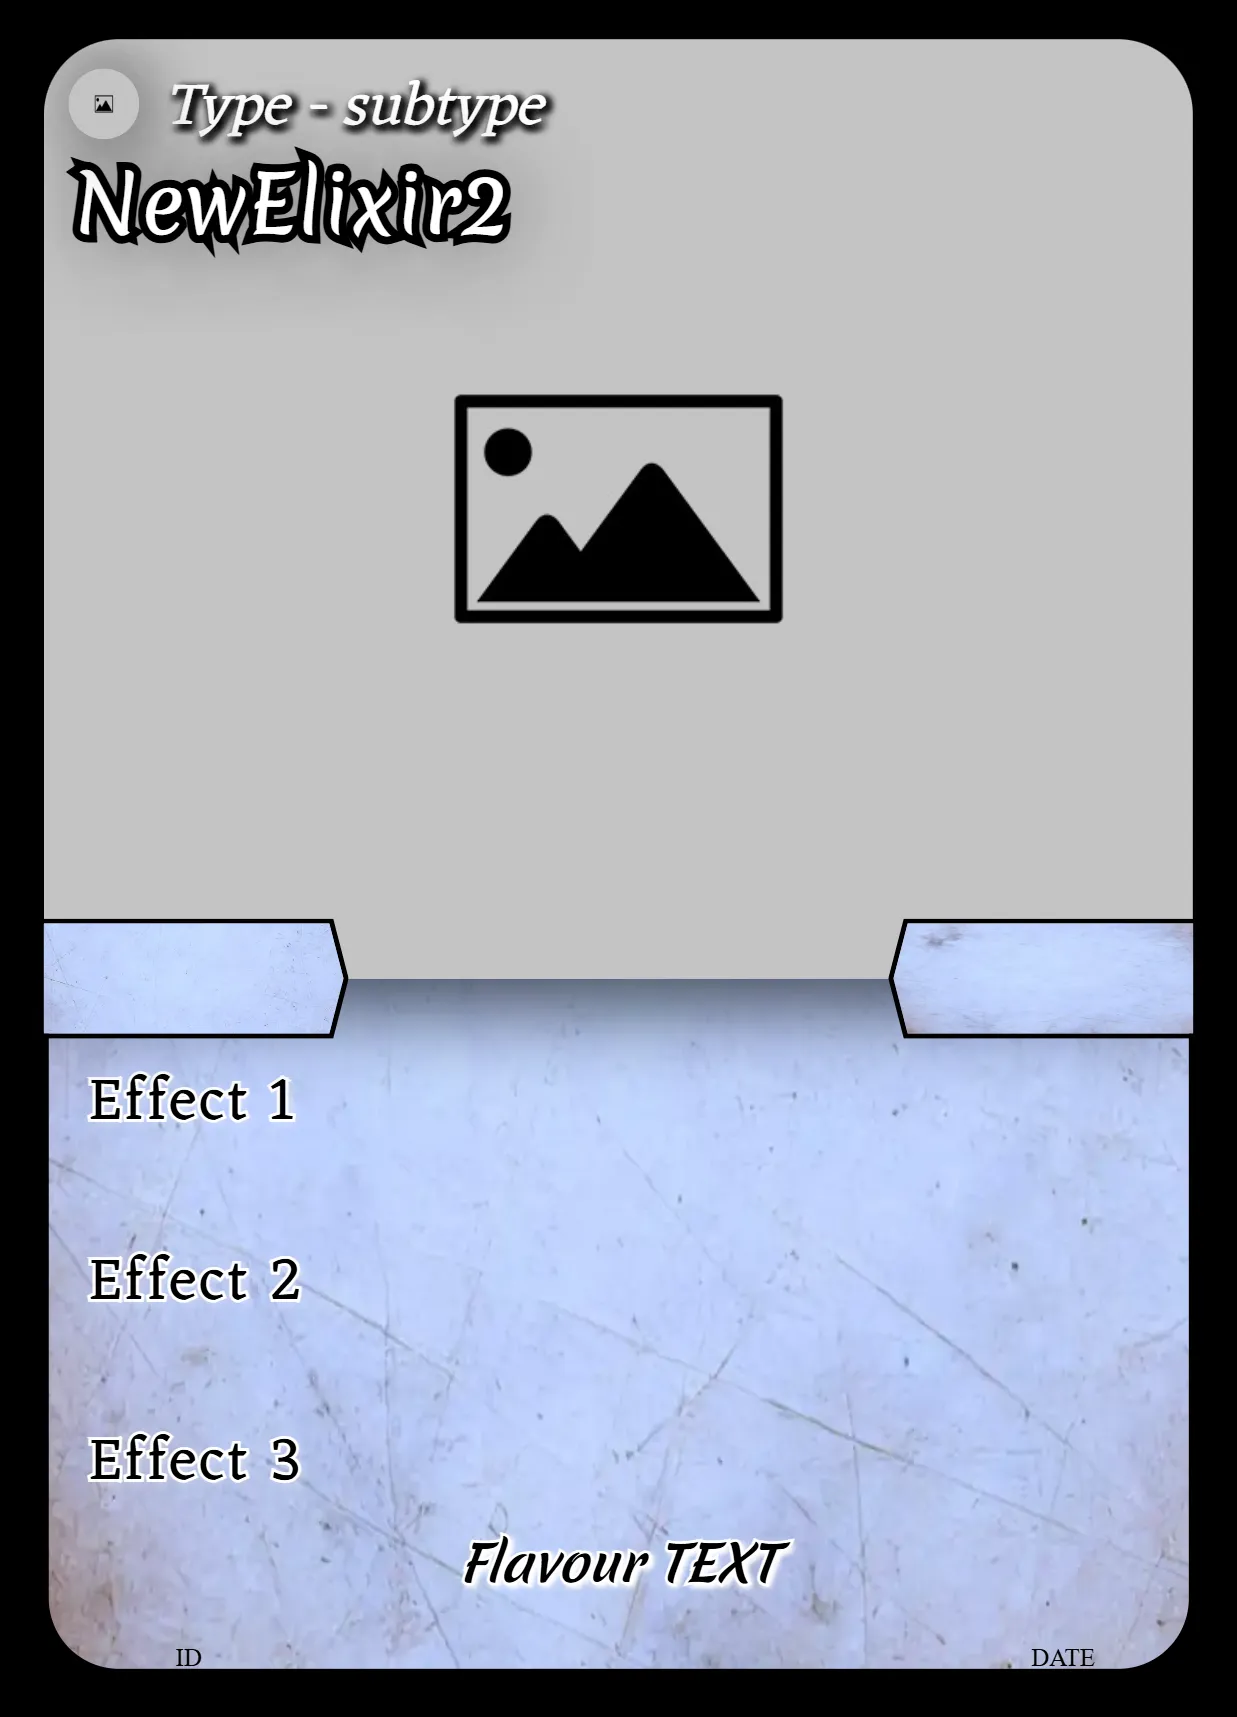 Type - subtype
NewElixir2
Effect 1
Effect 2
Effect 3
Flavour TEXT
ID DATE